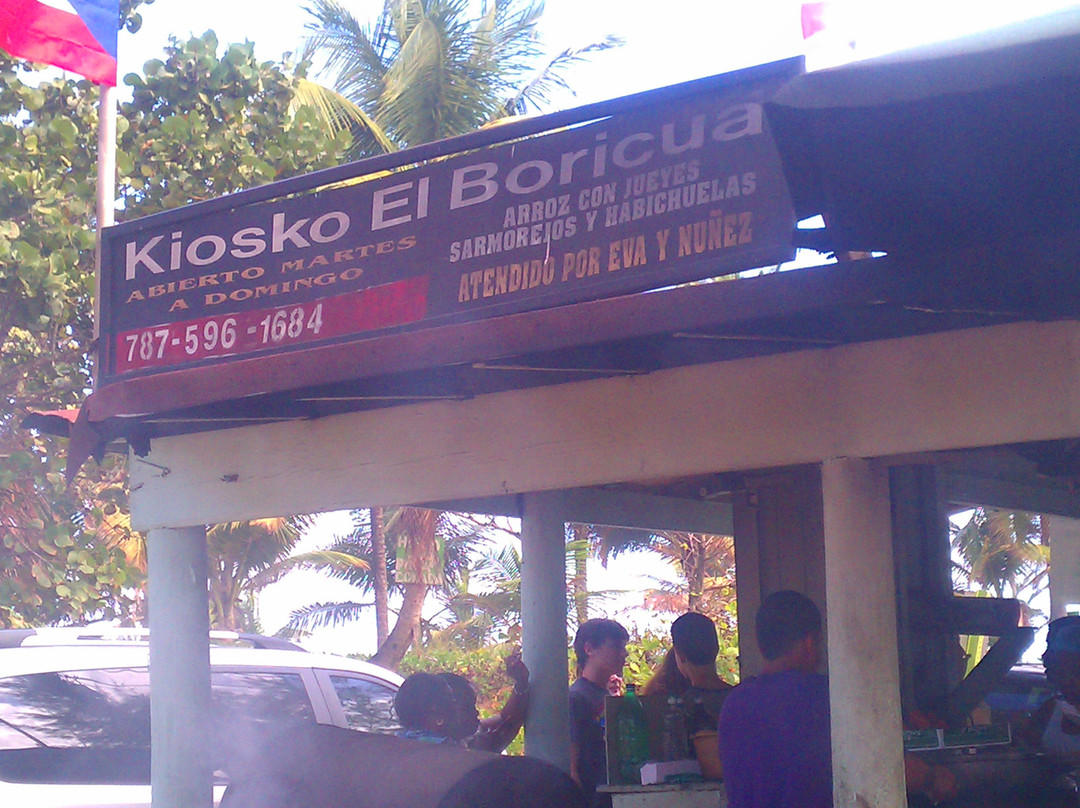 Kiosko El Boricua
ABIERTO MARTES
A DOMINGO
787-596-1684
ARROZ CON JUEYES
SARMOREJOS Y HABICHUELAS
ATENDIDO POR EVA Y NUÑEZ